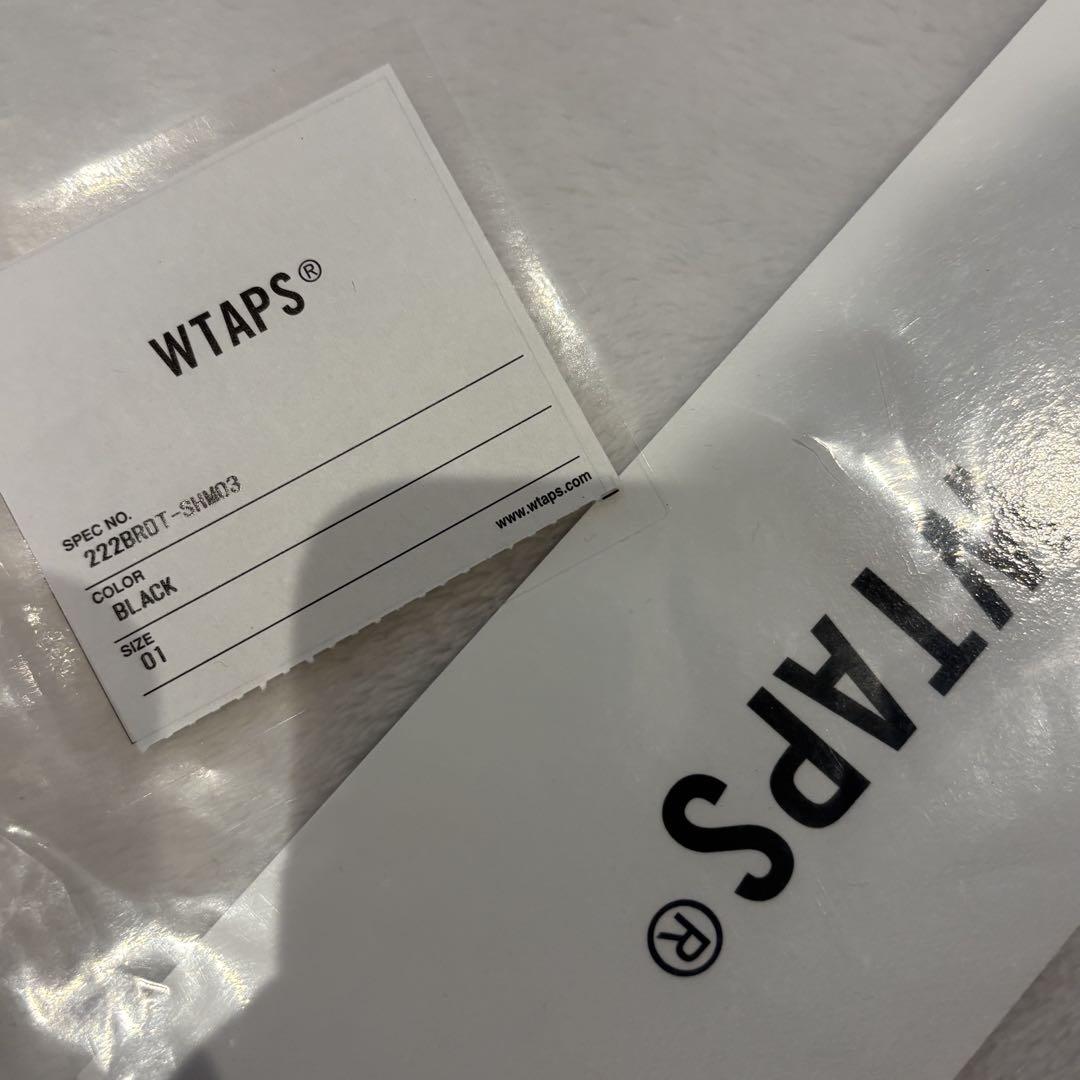 WTAPS®
SPEC NO.
222BRDT-SHM03
COLOR
BLACK
SIZE
01
www.wtaps.com
WTAPS®